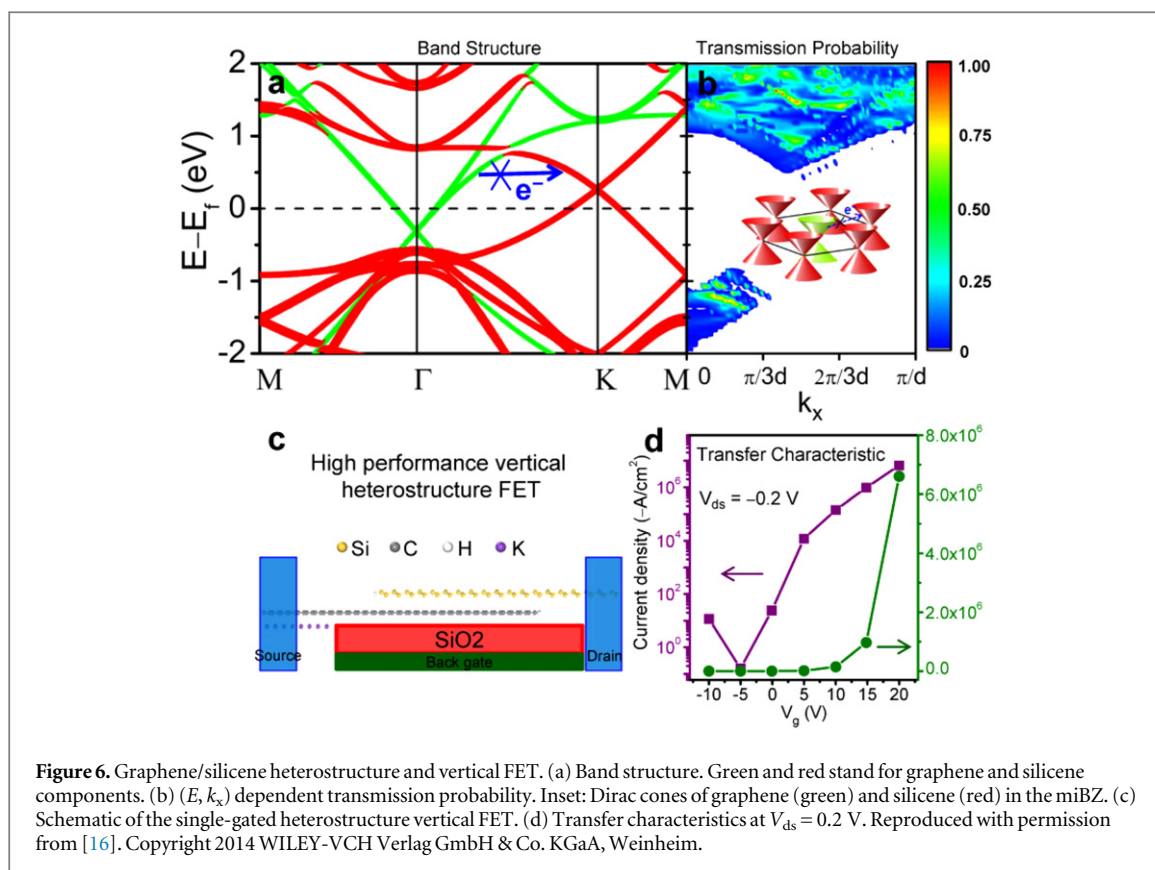 Band Structure
Transmission Probability
a
b
2
1
0
-1
-2
E−E_f (eV)
e⁻
M
Γ
K
M
e⁻
0
π/3d
2π/3d
π/d
k_x
1.00
0.75
0.50
0.25
0
c
High performance vertical
heterostructure FET
Si C H K
Source
SiO2
Back gate
Drain
d
Transfer Characteristic
V_ds = −0.2 V
Current density (−A/cm²)
10⁶
10⁴
10²
10⁰
8.0x10⁶
6.0x10⁶
4.0x10⁶
2.0x10⁶
0.0
-10 -5 0 5 10 15 20
V_g (V)
Figure 6. Graphene/silicene heterostructure and vertical FET. (a) Band structure. Green and red stand for graphene and silicene
components. (b) (E, k_x) dependent transmission probability. Inset: Dirac cones of graphene (green) and silicene (red) in the miBZ. (c)
Schematic of the single-gated heterostructure vertical FET. (d) Transfer characteristics at V_ds = 0.2 V. Reproduced with permission
from [16]. Copyright 2014 WILEY-VCH Verlag GmbH & Co. KGaA, Weinheim.